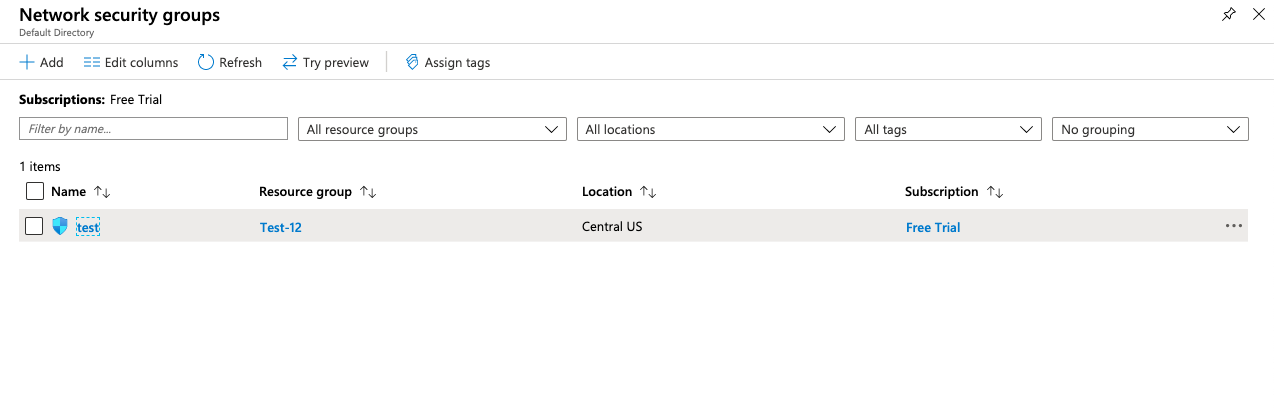 Network security groups
Default Directory
Add Edit columns Refresh Try preview Assign tags
Subscriptions: Free Trial
Filter by name... All resource groups All locations All tags No grouping
1 items
Name Resource group Location Subscription
test Test-12 Central US Free Trial